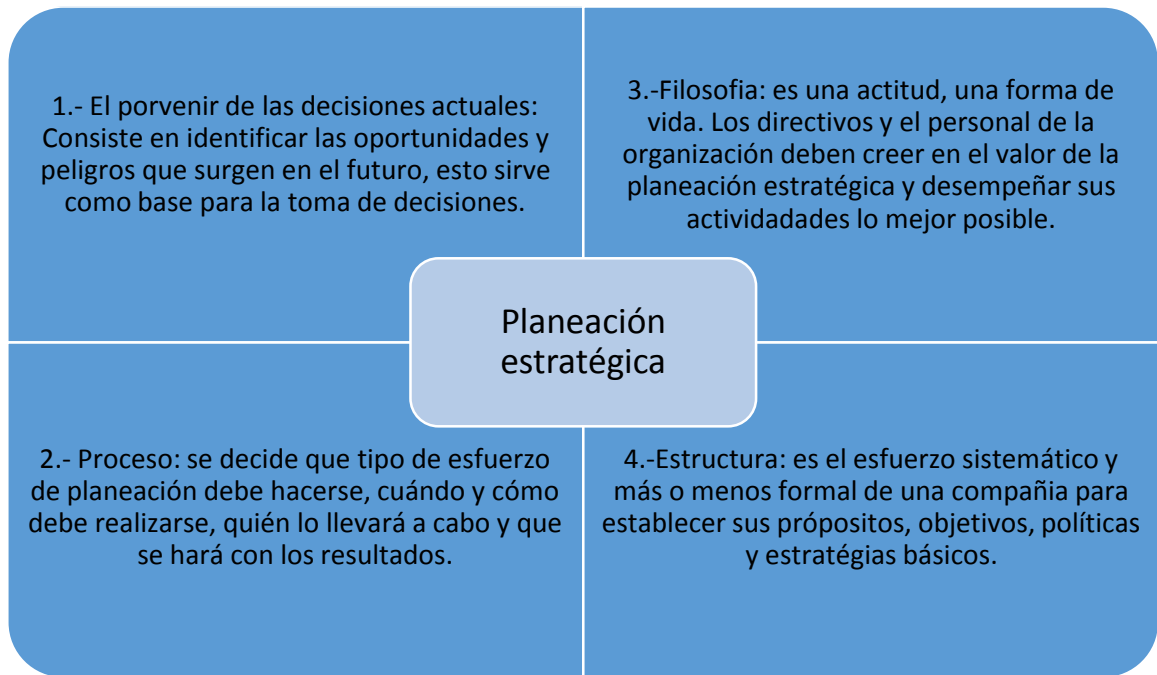 1.- El porvenir de las decisiones actuales:
Consiste en identificar las oportunidades y
peligros que surgen en el futuro, esto sirve
como base para la toma de decisiones.
3.-Filosofia: es una actitud, una forma de
vida. Los directivos y el personal de la
organización deben creer en el valor de la
planeación estratégica y desempeñar sus
actividadades lo mejor posible.
Planeación
estratégica
2.- Proceso: se decide que tipo de esfuerzo
de planeación debe hacerse, cuándo y cómo
debe realizarse, quién lo llevará a cabo y que
se hará con los resultados.
4.-Estructura: es el esfuerzo sistemático y
más o menos formal de una compañia para
establecer sus própositos, objetivos, políticas
y estratégias básicos.